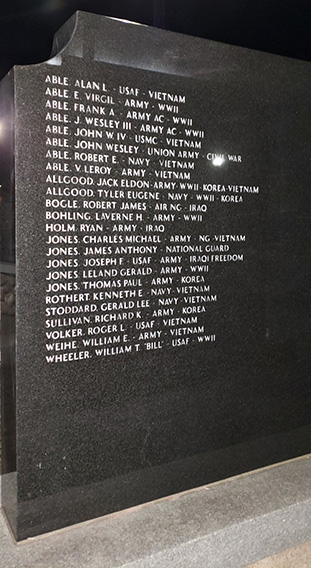 ABLE. ALAN L. - USAF - VIETNAM
ABLE. E. VIRGIL - ARMY - WWII
ABLE. FRANK A - ARMY AC - WWII
ABLE. J. WESLEY III - ARMY AC - WWII
ABLE. JOHN W. IV - USMC - VIETNAM
ABLE. JOHN WESLEY - UNION ARMY - CIVIL WAR
ABLE. ROBERT E. - NAVY - VIETNAM
ABLE. V. LEROY - ARMY - VIETNAM
ALLGOOD. JACK ELDON - ARMY - WWII - KOREA - VIETNAM
ALLGOOD. TYLER EUGENE - NAVY - WWII - KOREA
BOGLE. ROBERT JAMES - AIR NG - IRAQ
BOHLING. LAVERNE H. - ARMY - WWII
HOLM. RYAN - ARMY - IRAQ
JONES. CHARLES MICHAEL - ARMY - NG - VIETNAM
JONES. JAMES ANTHONY - NATIONAL GUARD
JONES. JOSEPH F. - USAF - ARMY - IRAQI FREEDOM
JONES. LELAND GERALD - ARMY - WWII
JONES. THOMAS PAUL - ARMY - KOREA
ROTHERT. KENNETH E. - NAVY - VIETNAM
STODDARD. GERALD LEE - NAVY - VIETNAM
SULLIVAN. RICHARD K. - ARMY - KOREA
VOLKER. ROGER L. - USAF - VIETNAM
WEIHE. WILLIAM E. - ARMY - VIETNAM
WHEELER. WILLIAM T. "BILL" - USAF - WWII